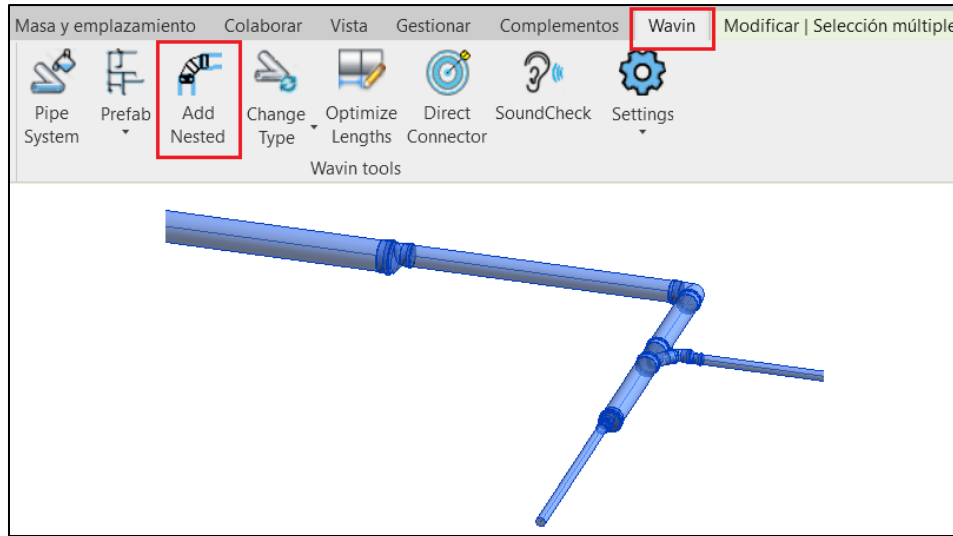 Masa y emplazamiento Colaborar Vista Gestionar Complementos Wavin Modificar | Selección múltiple
Pipe System
Prefab
Add Nested
Change Type
Optimize Lengths
Direct Connector
SoundCheck
Settings
Wavin tools